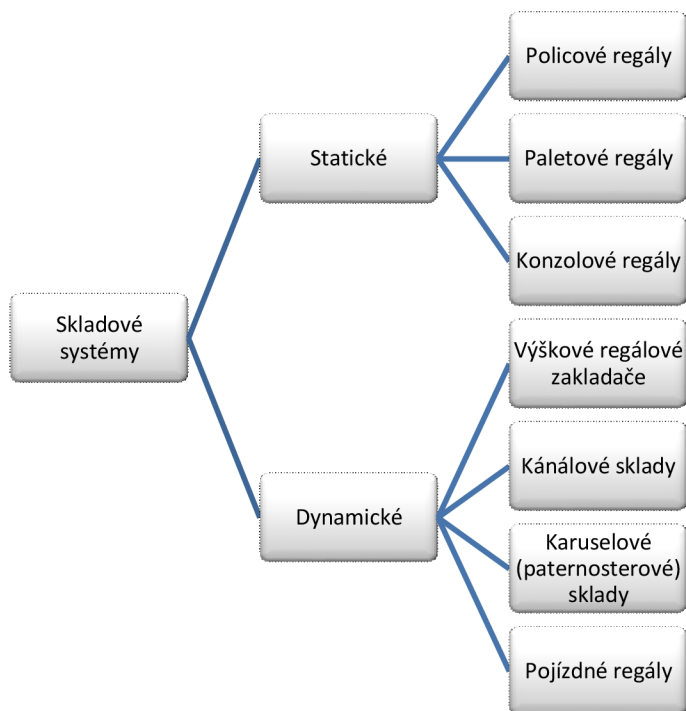 Skladové
systémy
Statické
Policové regály
Paletové regály
Konzolové regály
Dynamické
Výškové regálové
zakladače
Kánálové sklady
Karuselové
(paternosterové)
sklady
Pojízdné regály